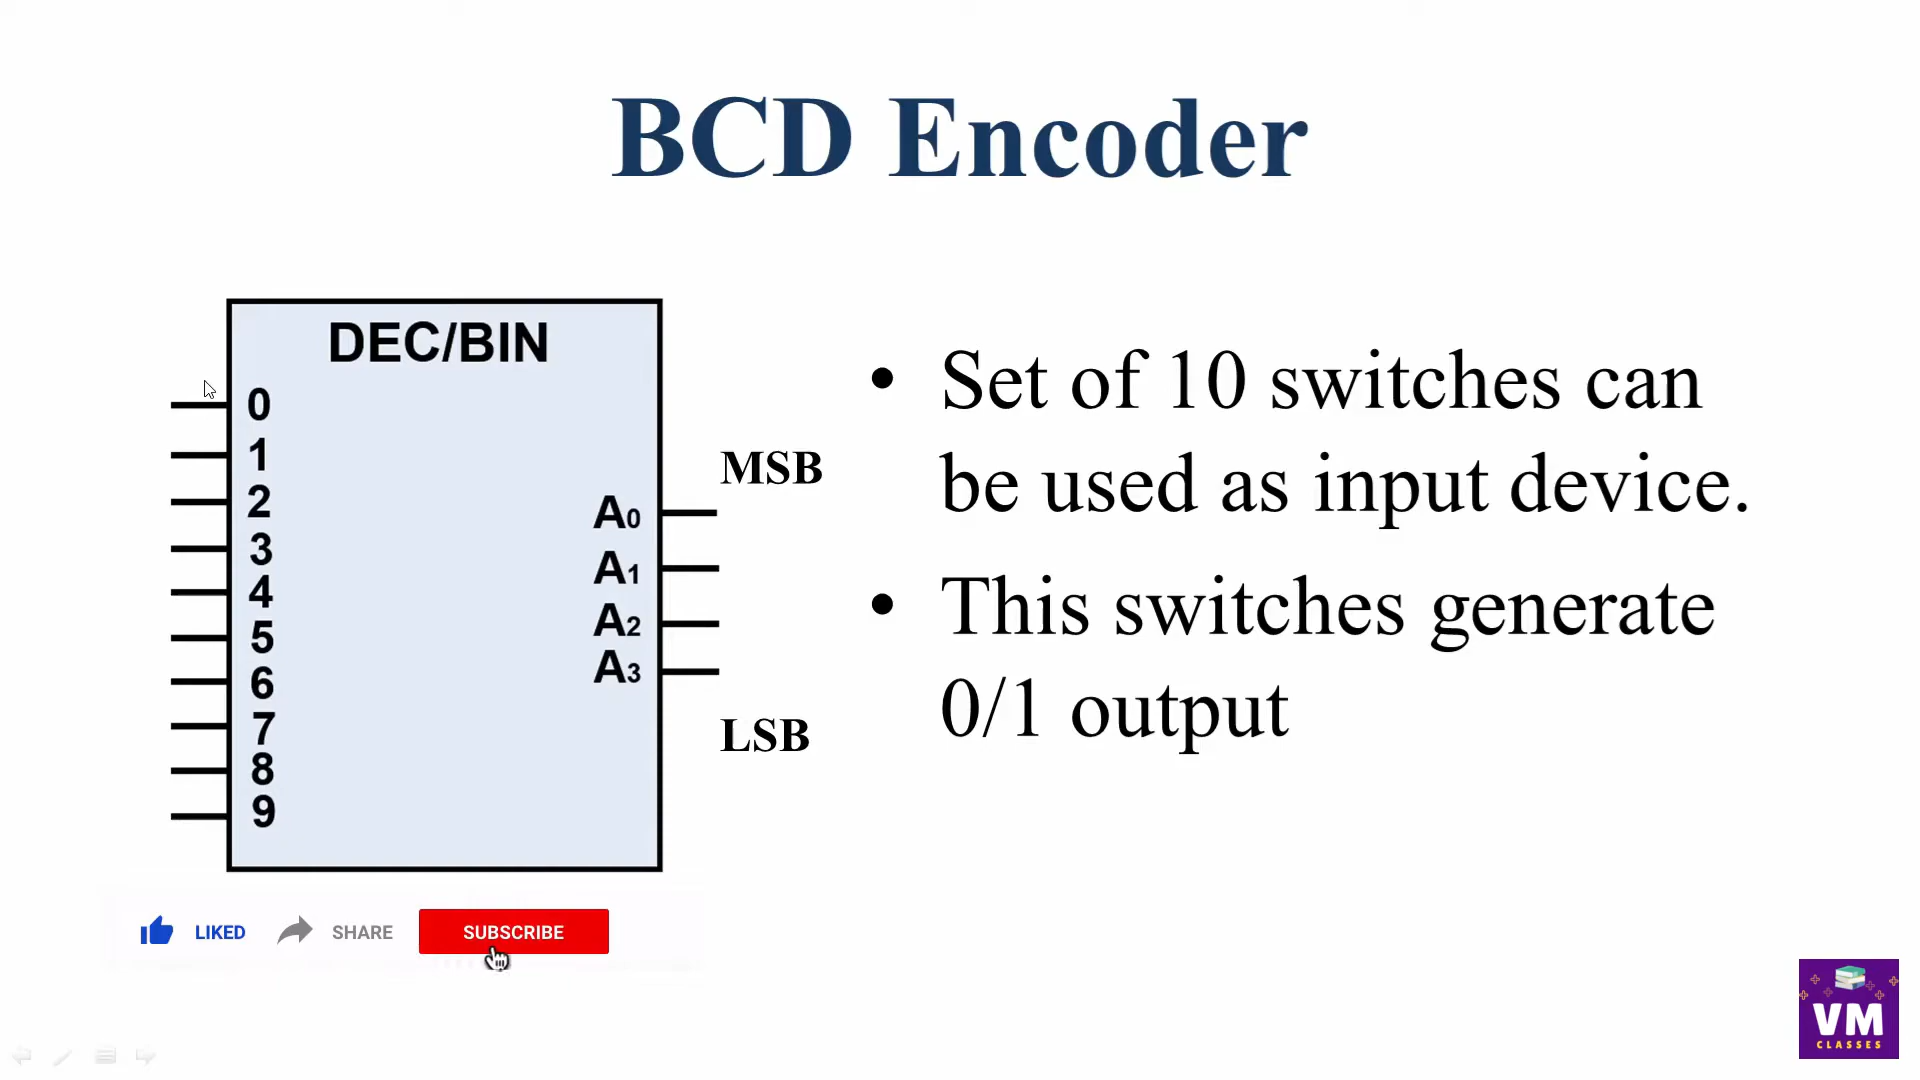 BCD Encoder
DEC/BIN
0
1
2
3
4
5
6
7
8
9
A0
A1
A2
A3
MSB
LSB
• Set of 10 switches can
be used as input device.
• This switches generate
0/1 output
LIKED
SHARE
SUBSCRIBE
VM
CLASSES